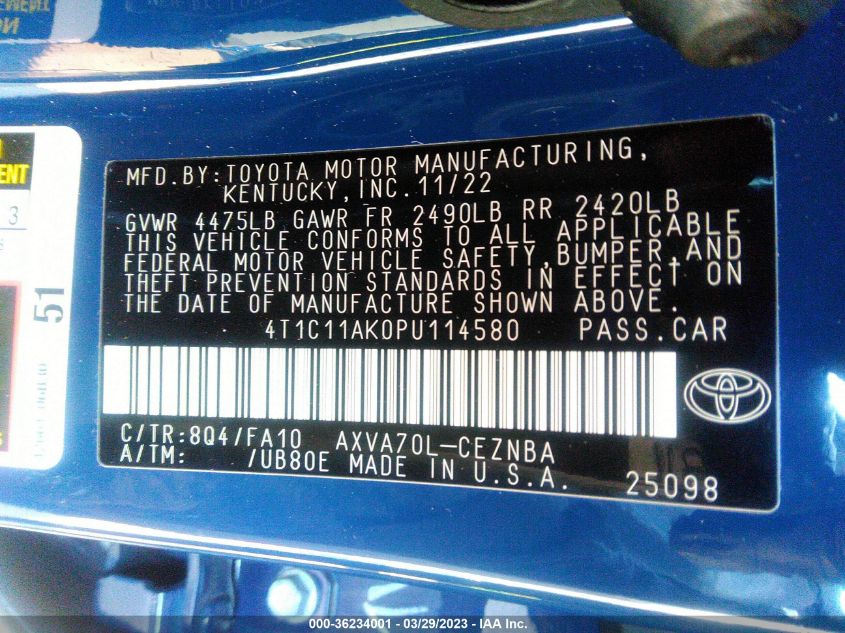 MFD.BY:TOYOTA MOTOR MANUFACTURING,
KENTUCKY,INC.11/22
GVWR 4475LB GAWR FR 2490LB RR 2420LB
THIS VEHICLE CONFORMS TO ALL APPLICABLE
FEDERAL MOTOR VEHICLE SAFETY,BUMPER,AND
THEFT PREVENTION STANDARDS IN EFFECT ON
THE DATE OF MANUFACTURE SHOWN ABOVE.
4T1C11AK0PU114580 PASS.CAR
C/TR:8Q4/FA10 AXVA70L-CEZNBA
A/TM: /UB80E MADE IN U.S.A.
25098
3
51
000-36234001 - 03/29/2023 - IAA Inc.